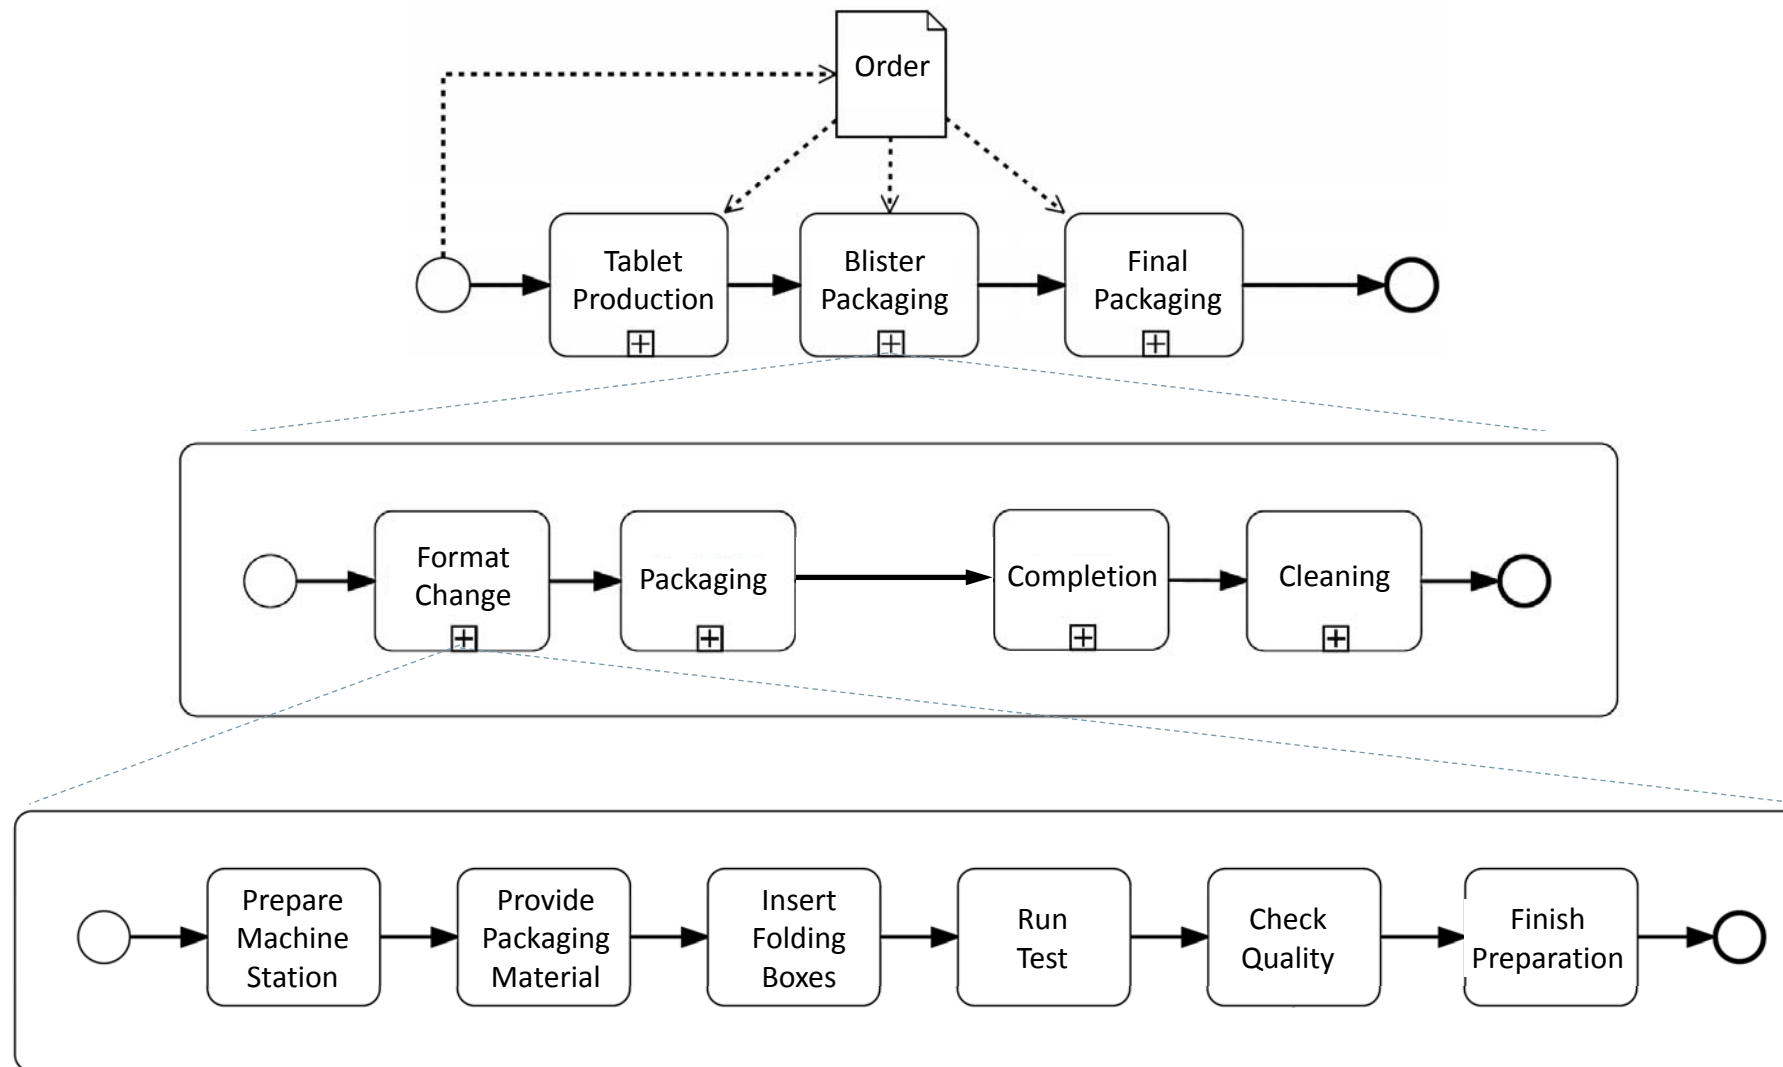 Order
Tablet
Production
Blister
Packaging
Final
Packaging
Format
Change
Packaging
Completion
Cleaning
Prepare
Machine
Station
Provide
Packaging
Material
Insert
Folding
Boxes
Run
Test
Check
Quality
Finish
Preparation